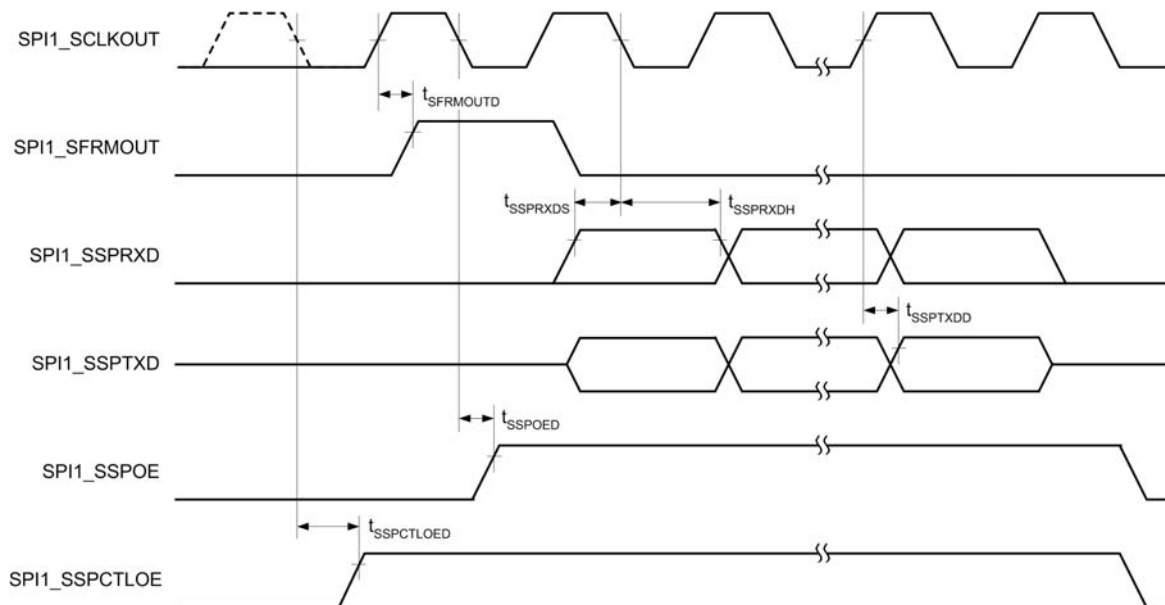 SPI1_SCLKOUT
tSFRMOUTD
SPI1_SFRMOUT
tSSPRXDS
tSSPRXDH
SPI1_SSPRXD
tSSPTXDD
SPI1_SSPTXD
tSSPOED
SPI1_SSPOE
tSSPCTLOED
SPI1_SSPCTLOE